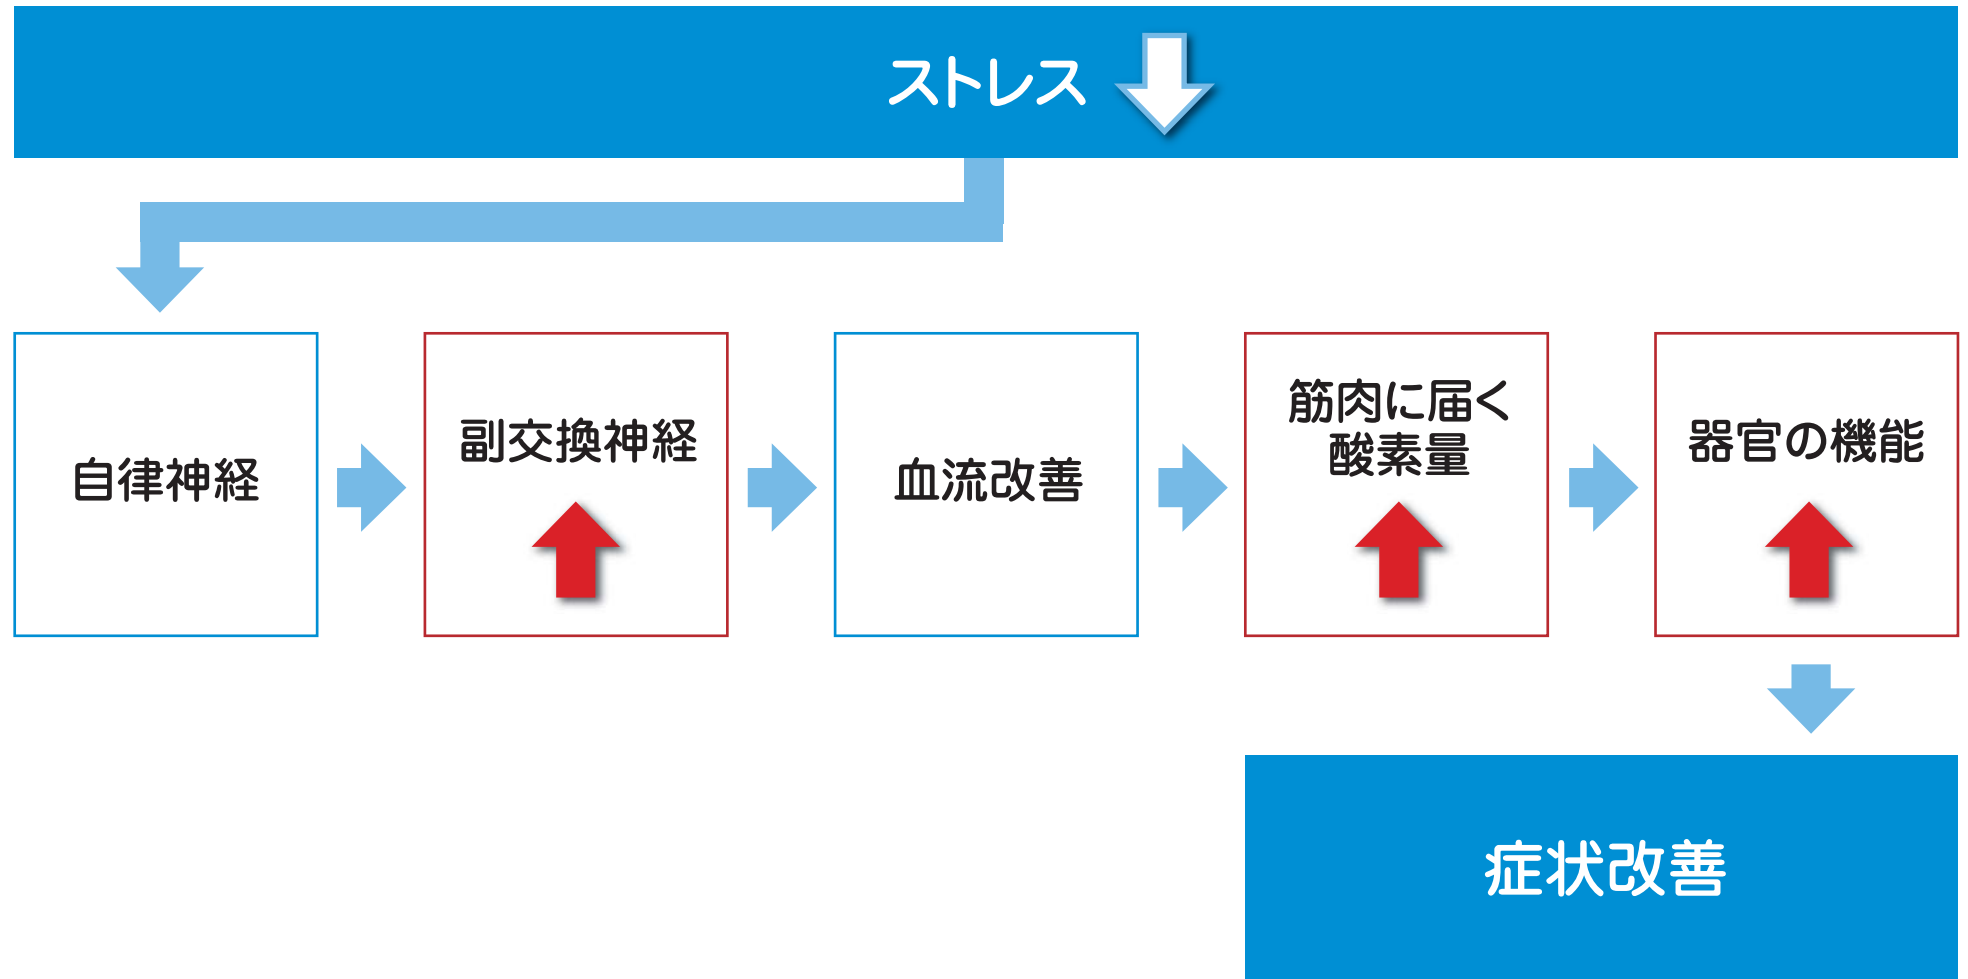 ストレス
自律神経
副交換神経
血流改善
筋肉に届く
酸素量
器官の機能
症状改善